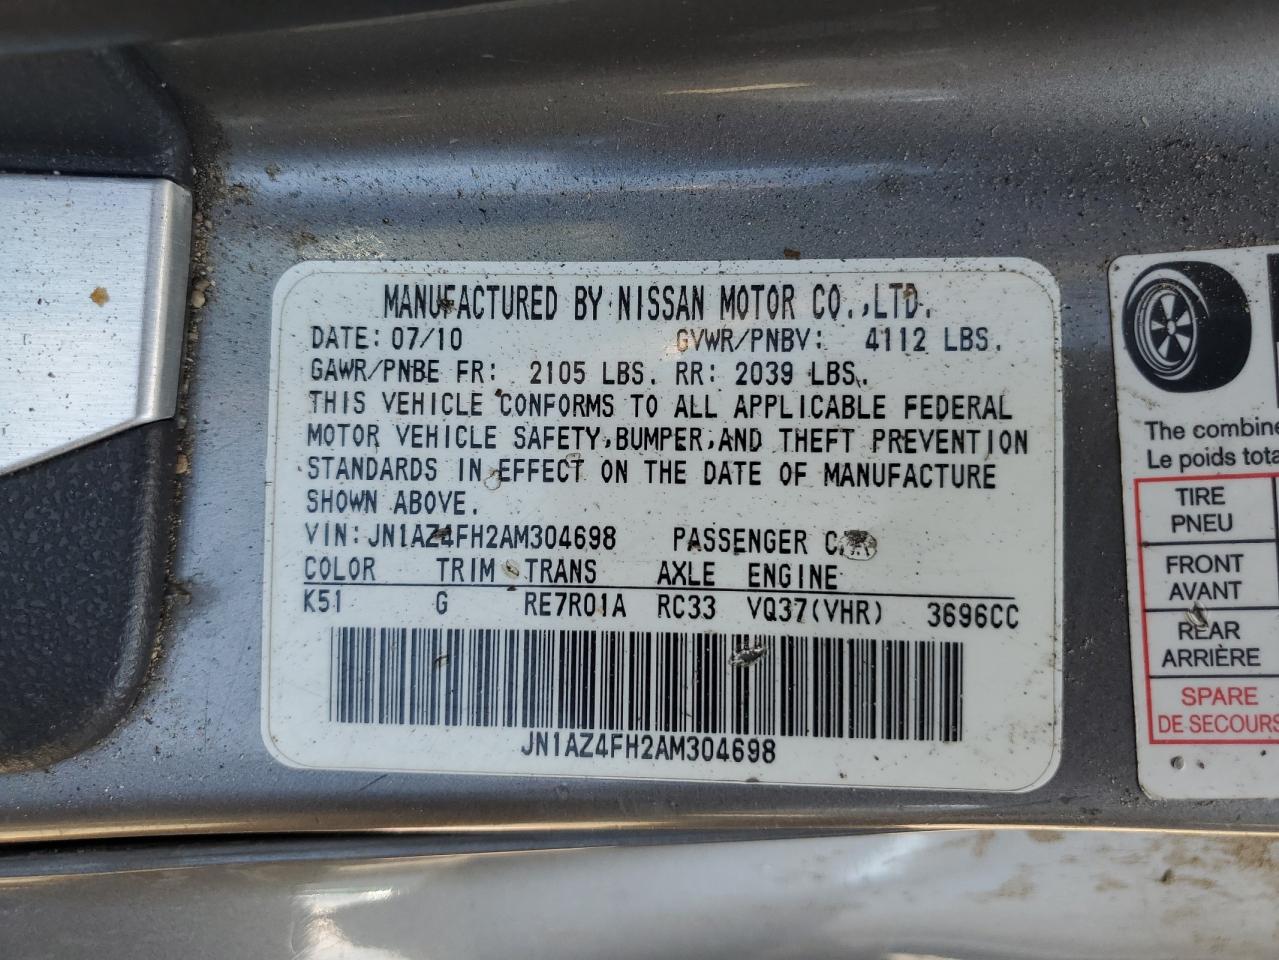 MANUFACTURED BY NISSAN MOTOR CO.,LTD.
DATE: 07/10 GVWR/PNBV: 4112 LBS.
GAWR/PNBE FR: 2105 LBS. RR: 2039 LBS.
THIS VEHICLE CONFORMS TO ALL APPLICABLE FEDERAL
MOTOR VEHICLE SAFETY,BUMPER,AND THEFT PREVENTION
STANDARDS IN EFFECT ON THE DATE OF MANUFACTURE
SHOWN ABOVE.
VIN: JN1AZ4FH2AM304698 PASSENGER
COLOR TRIM TRANS AXLE ENGINE
K51 G RE7R01A RC33 VQ37(VHR) 3696CC
JN1AZ4FH2AM304698
The combine
Le poids tota
TIRE
PNEU
FRONT
AVANT
REAR
ARRIÈRE
SPARE
DE SECOURS